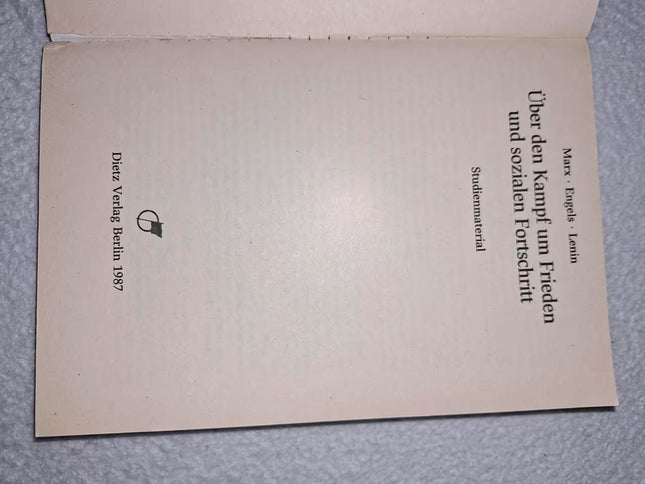 Marx · Engels · Lenin
Über den Kampf um Frieden
und sozialen Fortschritt
Studienmaterial
Dietz Verlag Berlin 1987